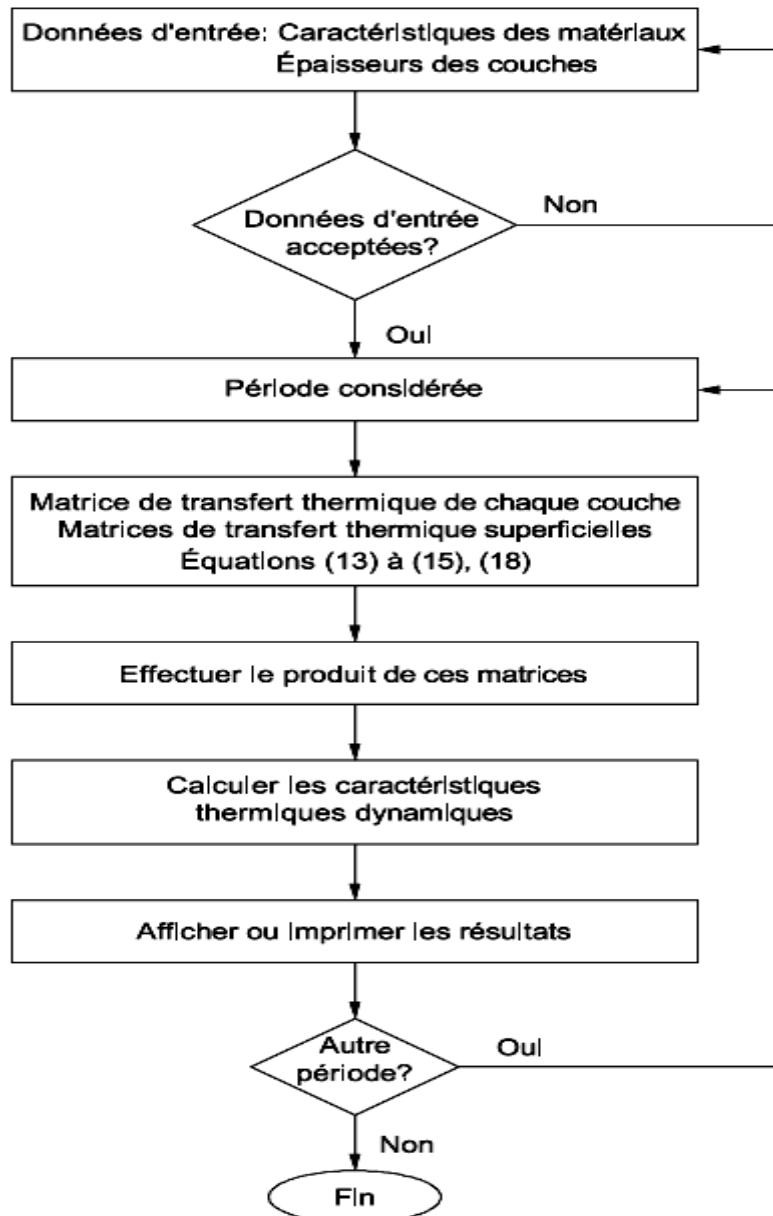 Données d'entrée: Caractéristiques des matériaux
Épaisseurs des couches
Données d'entrée
acceptées?
Non
Oui
Période considérée
Matrice de transfert thermique de chaque couche
Matrices de transfert thermique superficielles
Équations (13) à (15), (18)
Effectuer le produit de ces matrices
Calculer les caractéristiques
thermiques dynamiques
Afficher ou imprimer les résultats
Autre
période?
Oui
Non
Fin